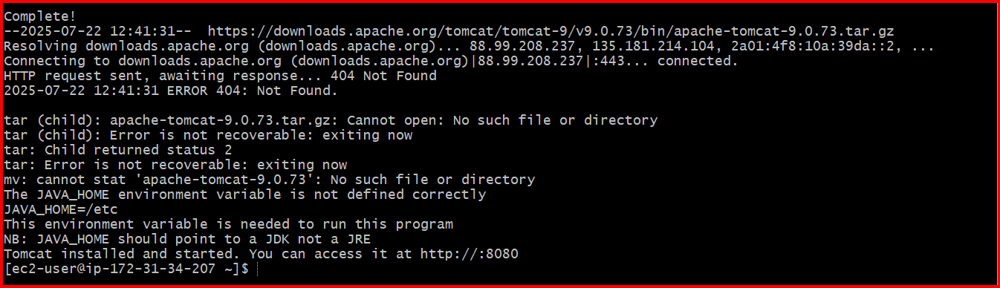 Complete!
--2025-07-22 12:41:31--  https://downloads.apache.org/tomcat/tomcat-9/v9.0.73/bin/apache-tomcat-9.0.73.tar.gz
Resolving downloads.apache.org (downloads.apache.org)... 88.99.208.237, 135.181.214.104, 2a01:4f8:10a:39da::2, ...
Connecting to downloads.apache.org (downloads.apache.org)|88.99.208.237|:443... connected.
HTTP request sent, awaiting response... 404 Not Found
2025-07-22 12:41:31 ERROR 404: Not Found.
tar (child): apache-tomcat-9.0.73.tar.gz: Cannot open: No such file or directory
tar (child): Error is not recoverable: exiting now
tar: Child returned status 2
tar: Error is not recoverable: exiting now
mv: cannot stat 'apache-tomcat-9.0.73': No such file or directory
The JAVA_HOME environment variable is not defined correctly
JAVA_HOME=/etc
This environment variable is needed to run this program
NB: JAVA_HOME should point to a JDK not a JRE
Tomcat installed and started. You can access it at http://:8080
[ec2-user@ip-172-31-34-207 ~]$